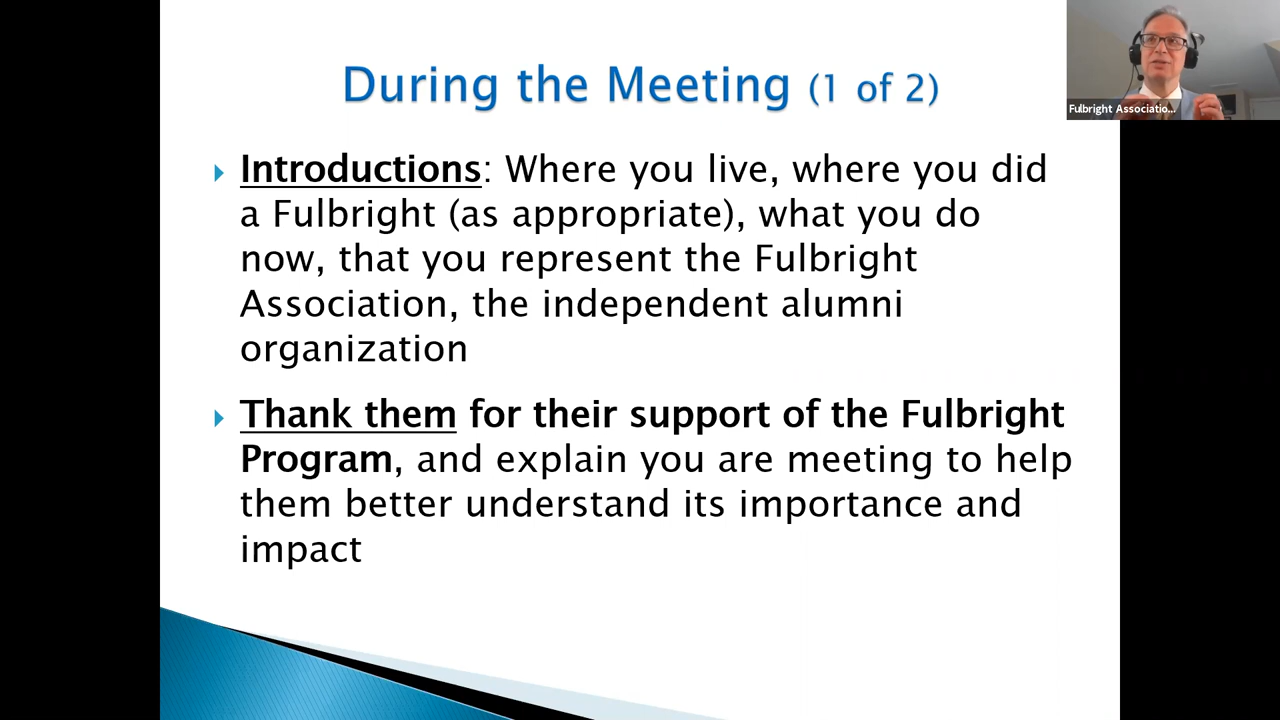 During the Meeting (1 of 2)
Fulbright Associatio...
Introductions: Where you live, where you did
a Fulbright (as appropriate), what you do
now, that you represent the Fulbright
Association, the independent alumni
organization
Thank them for their support of the Fulbright
Program, and explain you are meeting to help
them better understand its importance and
impact